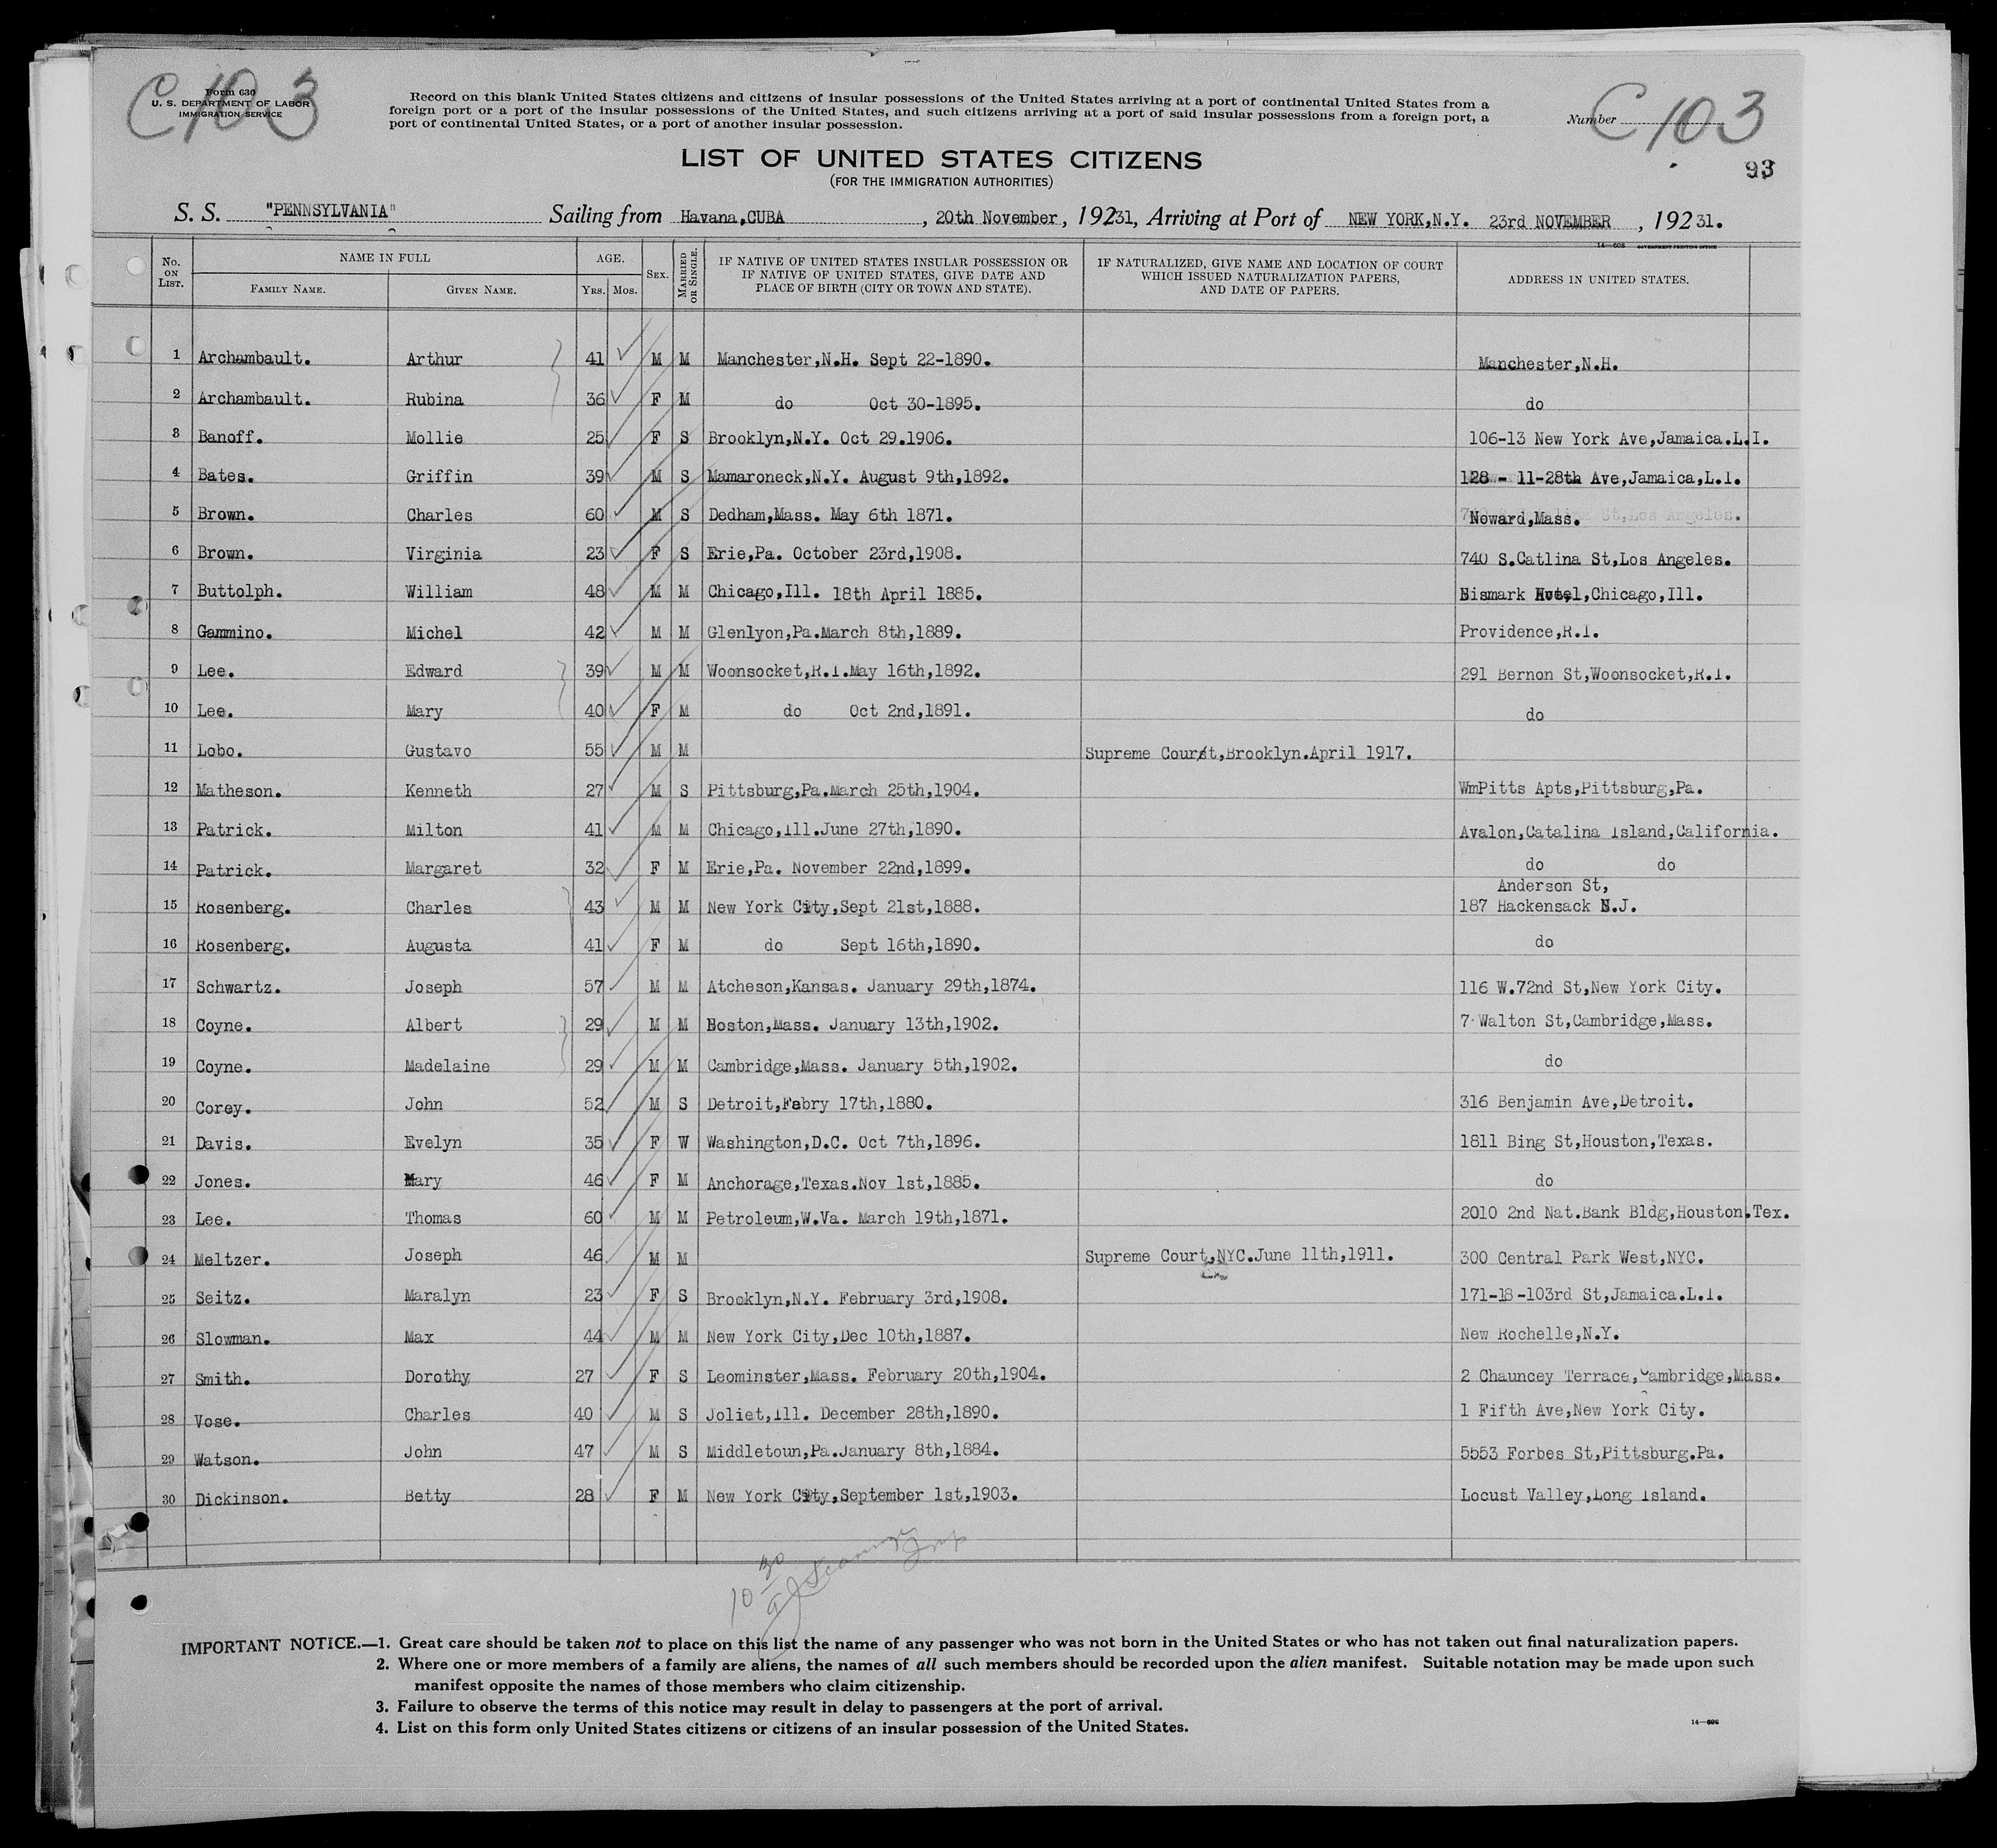 C 103
Form 630
U. S. DEPARTMENT OF LABOR
IMMIGRATION SERVICE
Record on this blank United States citizens and citizens of insular possessions of the United States arriving at a port of continental United States from a
foreign port or a port of the insular possessions of the United States, and such citizens arriving at a port of said insular possessions from a foreign port, a
port of continental United States, or a port of another insular possession.
Number C 103
93
LIST OF UNITED STATES CITIZENS
(FOR THE IMMIGRATION AUTHORITIES)
S. S. "PENNSYLVANIA" Sailing from Havana,CUBA, 20th November, 19231, Arriving at Port of NEW YORK,N.Y. 23rd NOVEMBER, 19231.
14—608 GOVERNMENT PRINTING OFFICE
No. ON LIST. NAME IN FULL FAMILY NAME. GIVEN NAME. AGE. YRS. MOS. SEX. MARRIED OR SINGLE. IF NATIVE OF UNITED STATES INSULAR POSSESSION OR IF NATIVE OF UNITED STATES, GIVE DATE AND PLACE OF BIRTH (CITY OR TOWN AND STATE). IF NATURALIZED, GIVE NAME AND LOCATION OF COURT WHICH ISSUED NATURALIZATION PAPERS, AND DATE OF PAPERS. ADDRESS IN UNITED STATES.
1 Archambault. Arthur 41 M M Manchester,N.H. Sept 22-1890. Manchester,N.H.
2 Archambault. Rubina 36 F M do Oct 30-1895. do
3 Banoff. Mollie 25 F S Brooklyn,N.Y. Oct 29.1906. 106-13 New York Ave,Jamaica.L.I.
4 Bates. Griffin 39 M S Mamaroneck,N.Y. August 9th,1892. 128 - 11-28th Ave,Jamaica,L.I.
5 Brown. Charles 60 M S Dedham,Mass. May 6th 1871. Noward,Mass.
6 Brown. Virginia 23 F S Erie,Pa. October 23rd,1908. 740 S.Catlina St,Los Angeles.
7 Buttolph. William 48 M M Chicago,Ill. 18th April 1885. Bismark Hotel,Chicago,Ill.
8 Gammino. Michel 42 M M Glenlyon,Pa.March 8th,1889. Providence,R.I.
9 Lee. Edward 39 M M Woonsocket,R.I.May 16th,1892. 291 Bernon St,Woonsocket,R.I.
10 Lee. Mary 40 F M do Oct 2nd,1891. do
11 Lobo. Gustavo 55 M M Supreme Court,Brooklyn.April 1917.
12 Matheson. Kenneth 27 M S Pittsburg,Pa.March 25th,1904. WmPitts Apts,Pittsburg,Pa.
13 Patrick. Milton 41 M M Chicago,Ill.June 27th,1890. Avalon,Catalina Island,California.
14 Patrick. Margaret 32 F M Erie,Pa. November 22nd,1899. do do
Anderson St,
15 Rosenberg. Charles 43 M M New York City,Sept 21st,1888. 187 Hackensack N.J.
16 Rosenberg. Augusta 41 F M do Sept 16th,1890. do
17 Schwartz. Joseph 57 M M Atcheson,Kansas. January 29th,1874. 116 W.72nd St,New York City.
18 Coyne. Albert 29 M M Boston,Mass. January 13th,1902. 7 Walton St,Cambridge,Mass.
19 Coyne. Madelaine 29 M M Cambridge,Mass. January 5th,1902. do
20 Corey. John 52 M S Detroit,Febry 17th,1880. 316 Benjamin Ave,Detroit.
21 Davis. Evelyn 35 F W Washington,D.C. Oct 7th,1896. 1811 Bing St,Houston,Texas.
22 Jones. Mary 46 F M Anchorage,Texas.Nov 1st,1885. do
23 Lee. Thomas 60 M M Petroleum,W.Va. March 19th,1871. 2010 2nd Nat.Bank Bldg,Houston.Tex.
24 Meltzer. Joseph 46 M M Supreme Court,NYC.June 11th,1911. 300 Central Park West,NYC.
25 Seitz. Maralyn 23 F S Brooklyn,N.Y. February 3rd,1908. 171-18-103rd St,Jamaica.L.I.
26 Slowman. Max 44 M M New York City,Dec 10th,1887. New Rochelle,N.Y.
27 Smith. Dorothy 27 F S Leominster,Mass. February 20th,1904. 2 Chauncey Terrace,Cambridge,Mass.
28 Vose. Charles 40 M S Joliet,Ill. December 28th,1890. 1 Fifth Ave,New York City.
29 Watson. John 47 M S Middletoun,Pa.January 8th,1884. 5553 Forbes St,Pittsburg.Pa.
30 Dickinson. Betty 28 F M New York City,September 1st,1903. Locust Valley,Long Island.
10 30
IMPORTANT NOTICE.—1. Great care should be taken not to place on this list the name of any passenger who was not born in the United States or who has not taken out final naturalization papers.
2. Where one or more members of a family are aliens, the names of all such members should be recorded upon the alien manifest. Suitable notation may be made upon such
manifest opposite the names of those members who claim citizenship.
3. Failure to observe the terms of this notice may result in delay to passengers at the port of arrival.
4. List on this form only United States citizens or citizens of an insular possession of the United States.
14—608